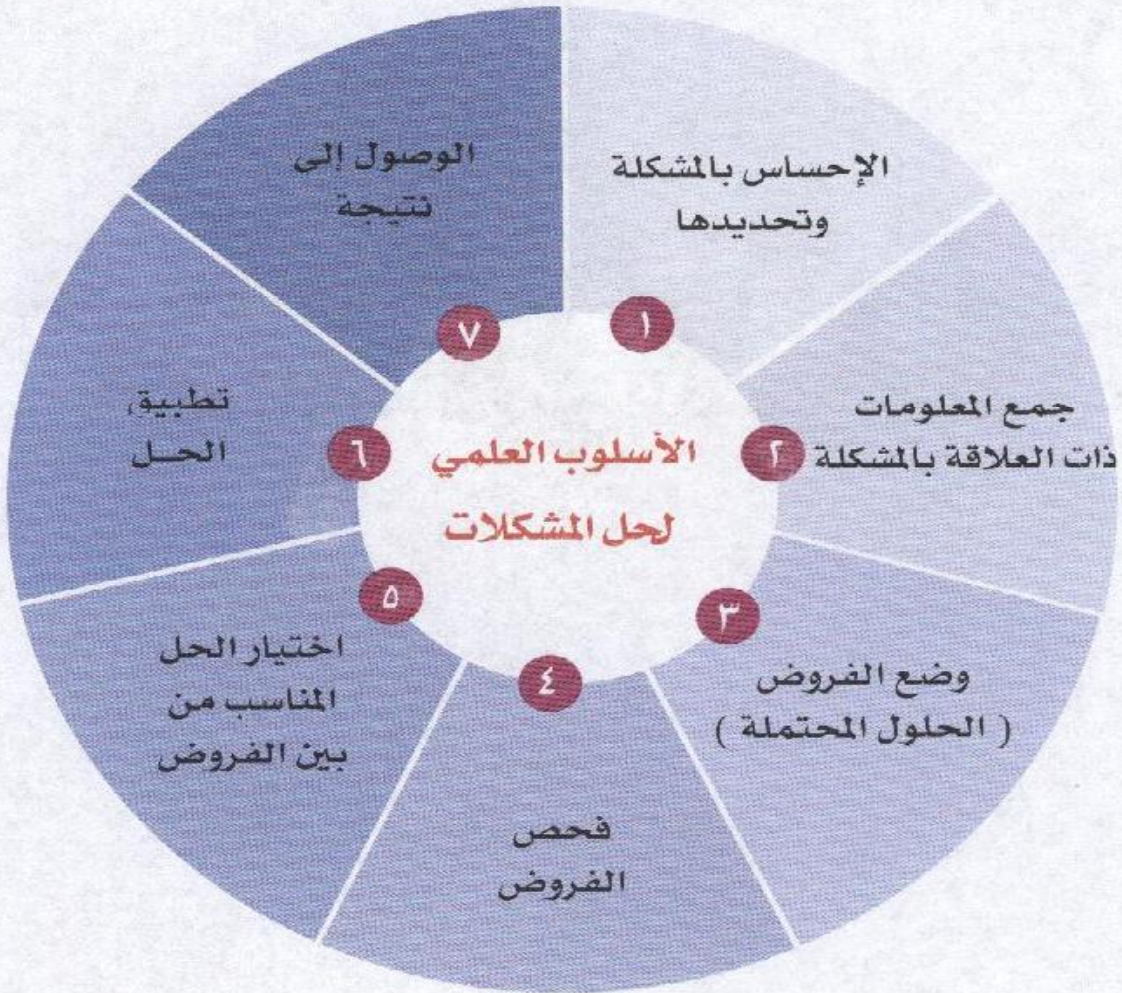 الأسلوب العلمي
لحل المشكلات
١
الإحساس بالمشكلة
وتحديدها
٢
جمع المعلومات
ذات العلاقة بالمشكلة
٣
وضع الفروض
( الحلول المحتملة )
٤
فحص
الفروض
٥
اختيار الحل
المناسب من
بين الفروض
٦
تطبيق
الحــل
٧
الوصول إلى
نتيجة